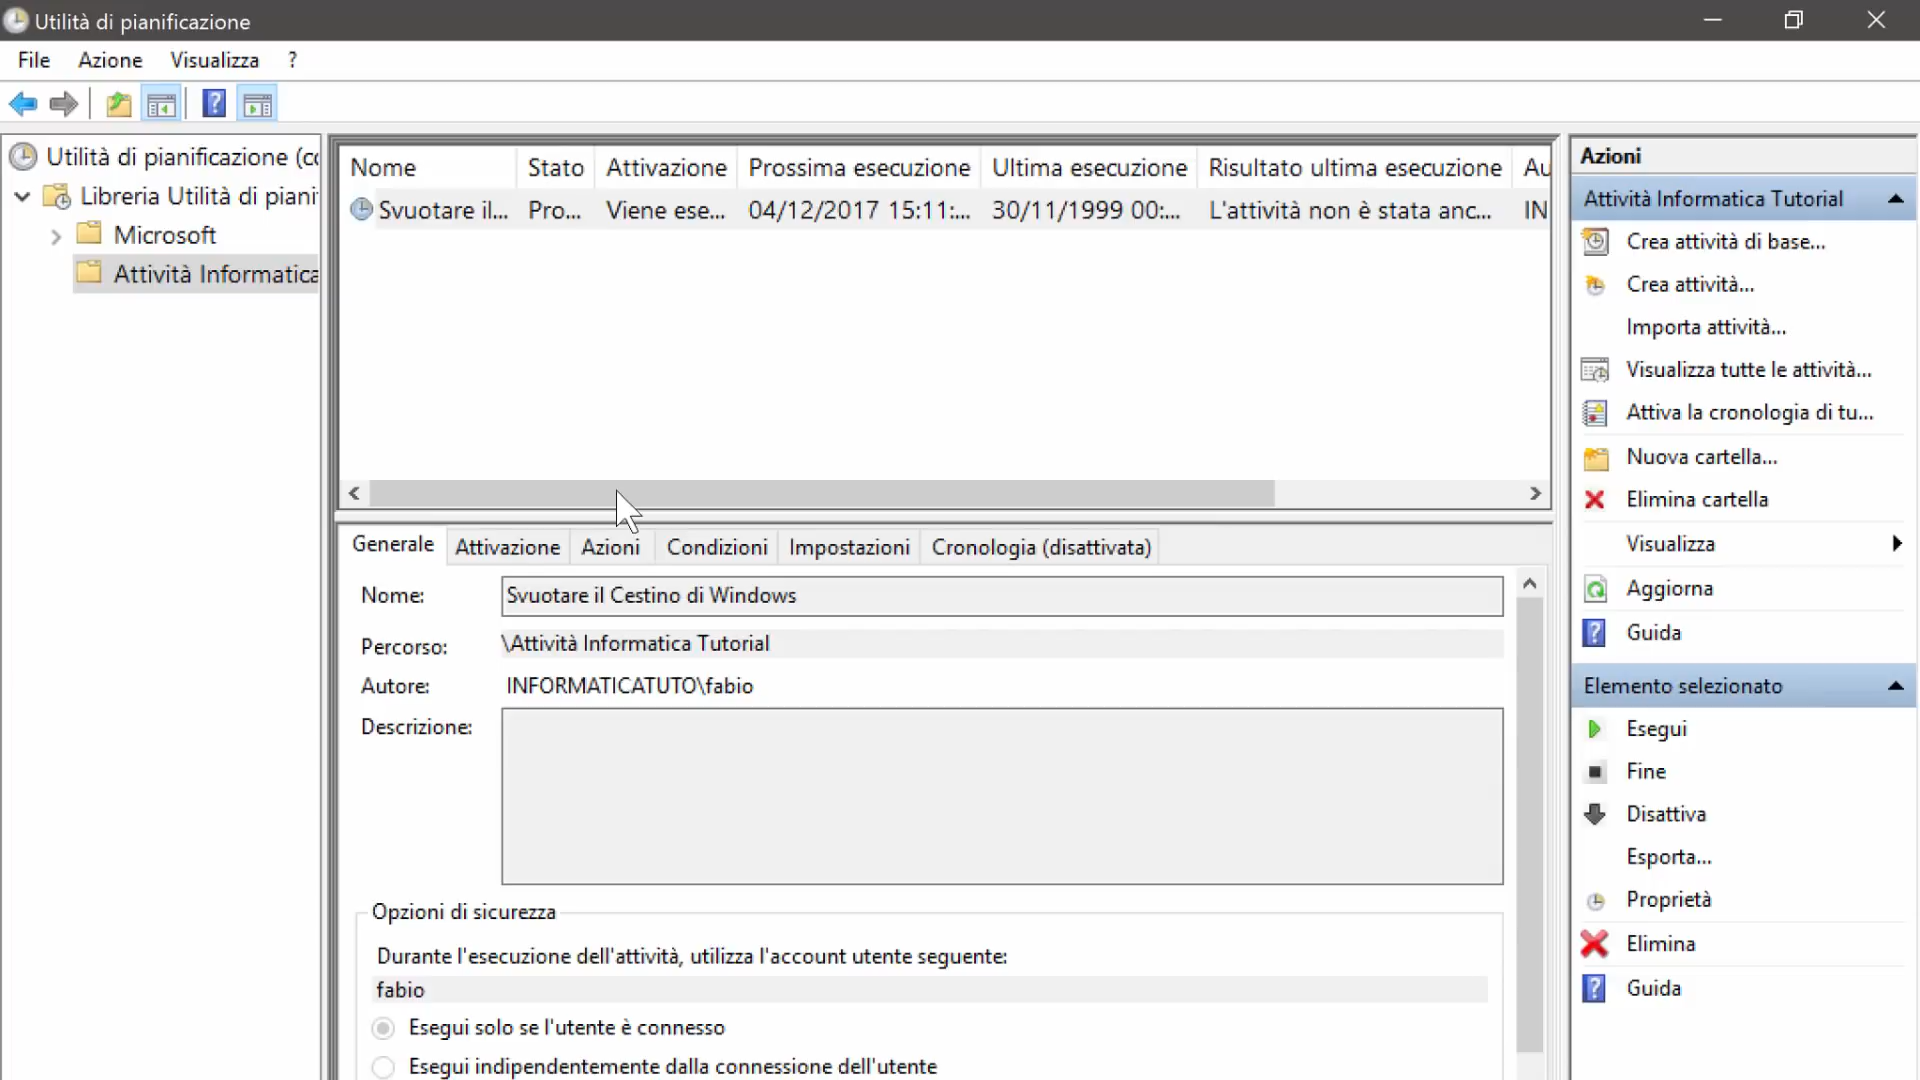 Utilità di pianificazione
File Azione Visualizza ?
Utilità di pianificazione (co
Libreria Utilità di piani
Microsoft
Attività Informatica
Nome Stato Attivazione Prossima esecuzione Ultima esecuzione Risultato ultima esecuzione Au
Svuotare il... Pro... Viene ese... 04/12/2017 15:11:... 30/11/1999 00:... L'attività non è stata anc... IN
Generale Attivazione Azioni Condizioni Impostazioni Cronologia (disattivata)
Nome: Svuotare il Cestino di Windows
Percorso: \Attività Informatica Tutorial
Autore: INFORMATICATUTO\fabio
Descrizione:
Opzioni di sicurezza
Durante l'esecuzione dell'attività, utilizza l'account utente seguente:
fabio
Esegui solo se l'utente è connesso
Esegui indipendentemente dalla connessione dell'utente
Azioni
Attività Informatica Tutorial
Crea attività di base...
Crea attività...
Importa attività...
Visualizza tutte le attività...
Attiva la cronologia di tu...
Nuova cartella...
Elimina cartella
Visualizza
Aggiorna
Guida
Elemento selezionato
Esegui
Fine
Disattiva
Esporta...
Proprietà
Elimina
Guida